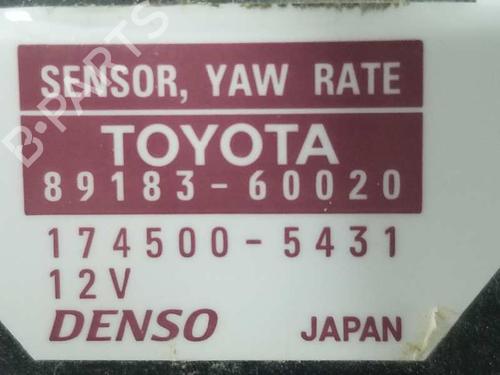 SENSOR, YAW RATE
TOYOTA
89183-60020
174500-5431
12V
DENSO JAPAN
B-PARTS